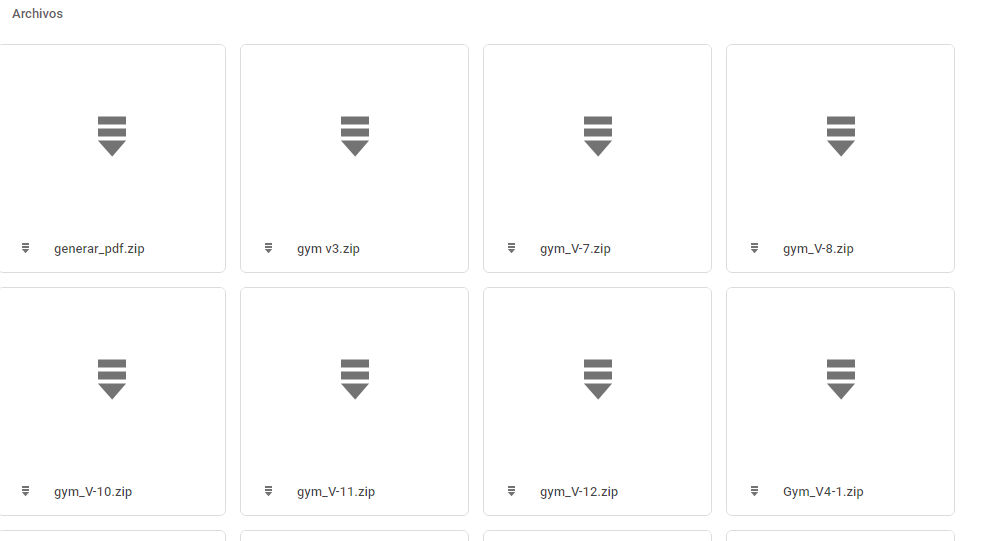 Archivos
generar_pdf.zip
gym v3.zip
gym_V-7.zip
gym_V-8.zip
gym_V-10.zip
gym_V-11.zip
gym_V-12.zip
Gym_V4-1.zip